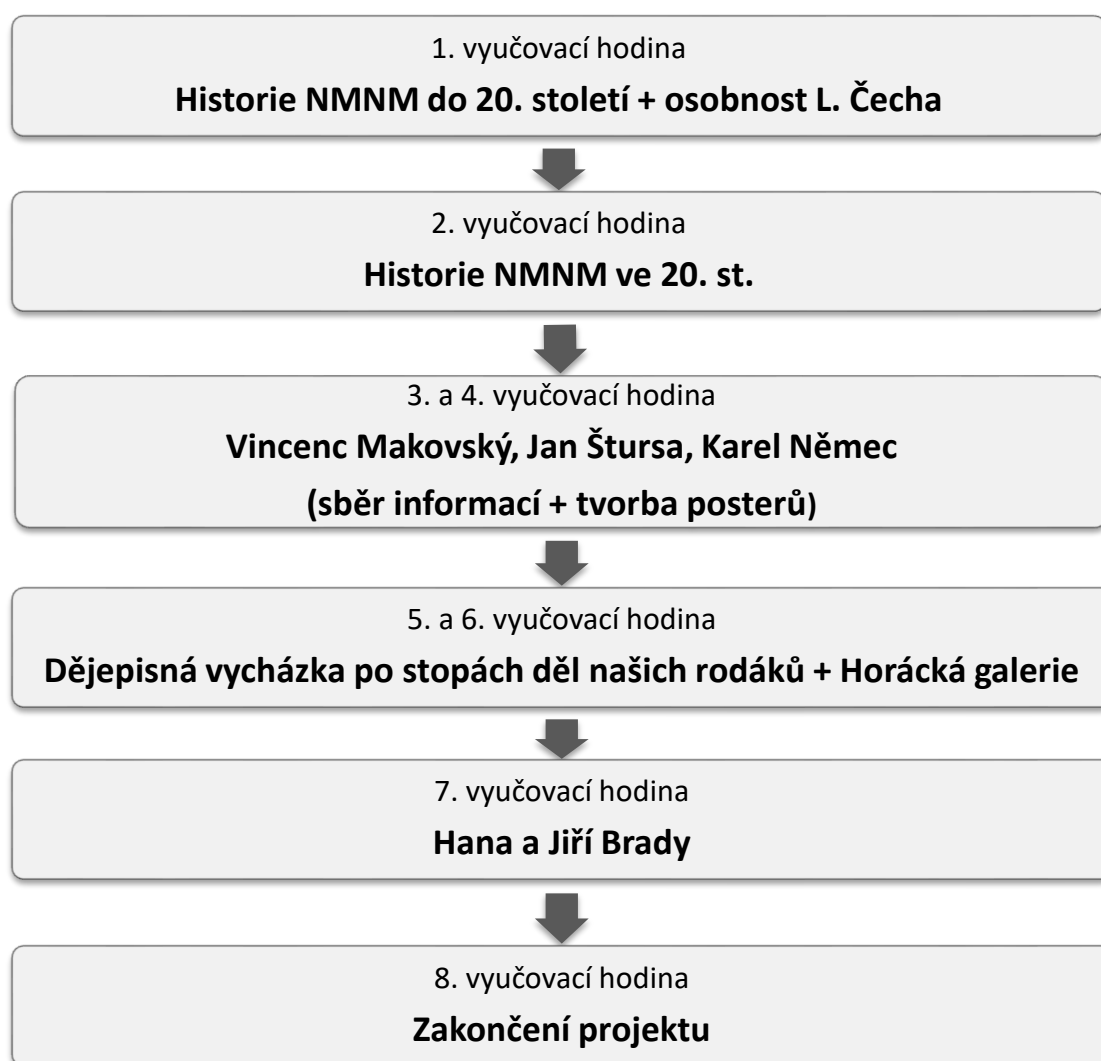 1. vyučovací hodina
Historie NMNM do 20. století + osobnost L. Čecha
2. vyučovací hodina
Historie NMNM ve 20. st.
3. a 4. vyučovací hodina
Vincenc Makovský, Jan Štursa, Karel Němec
(sběr informací + tvorba posterů)
5. a 6. vyučovací hodina
Dějepisná vycházka po stopách děl našich rodáků + Horácká galerie
7. vyučovací hodina
Hana a Jiří Brady
8. vyučovací hodina
Zakončení projektu